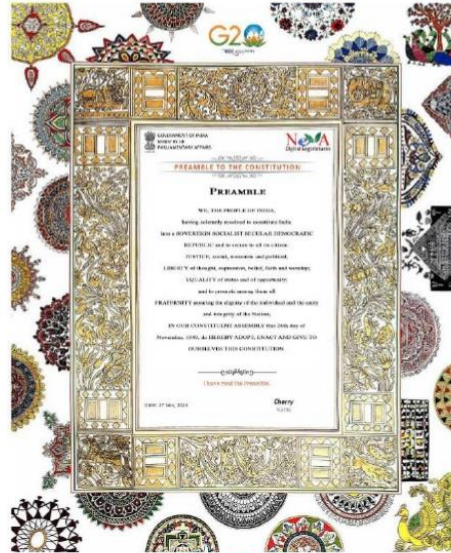 G20
GOVERNMENT OF INDIA
MINISTRY OF
PARLIAMENTARY AFFAIRS
NeVA
Digital Legislatures
PREAMBLE TO THE CONSTITUTION
PREAMBLE
WE, THE PEOPLE OF INDIA,
having solemnly resolved to constitute India
into a SOVEREIGN SOCIALIST SECULAR DEMOCRATIC
REPUBLIC and to secure to all its citizens
JUSTICE, social, economic and political;
LIBERTY of thought, expression, belief, faith and worship;
EQUALITY of status and of opportunity;
and to promote among them all
FRATERNITY assuring the dignity of the individual and the unity
and integrity of the Nation;
IN OUR CONSTITUENT ASSEMBLY this 26th day of
November, 1949, do HEREBY ADOPT, ENACT AND GIVE TO
OURSELVES THIS CONSTITUTION
I have read the Preamble.
Cherry